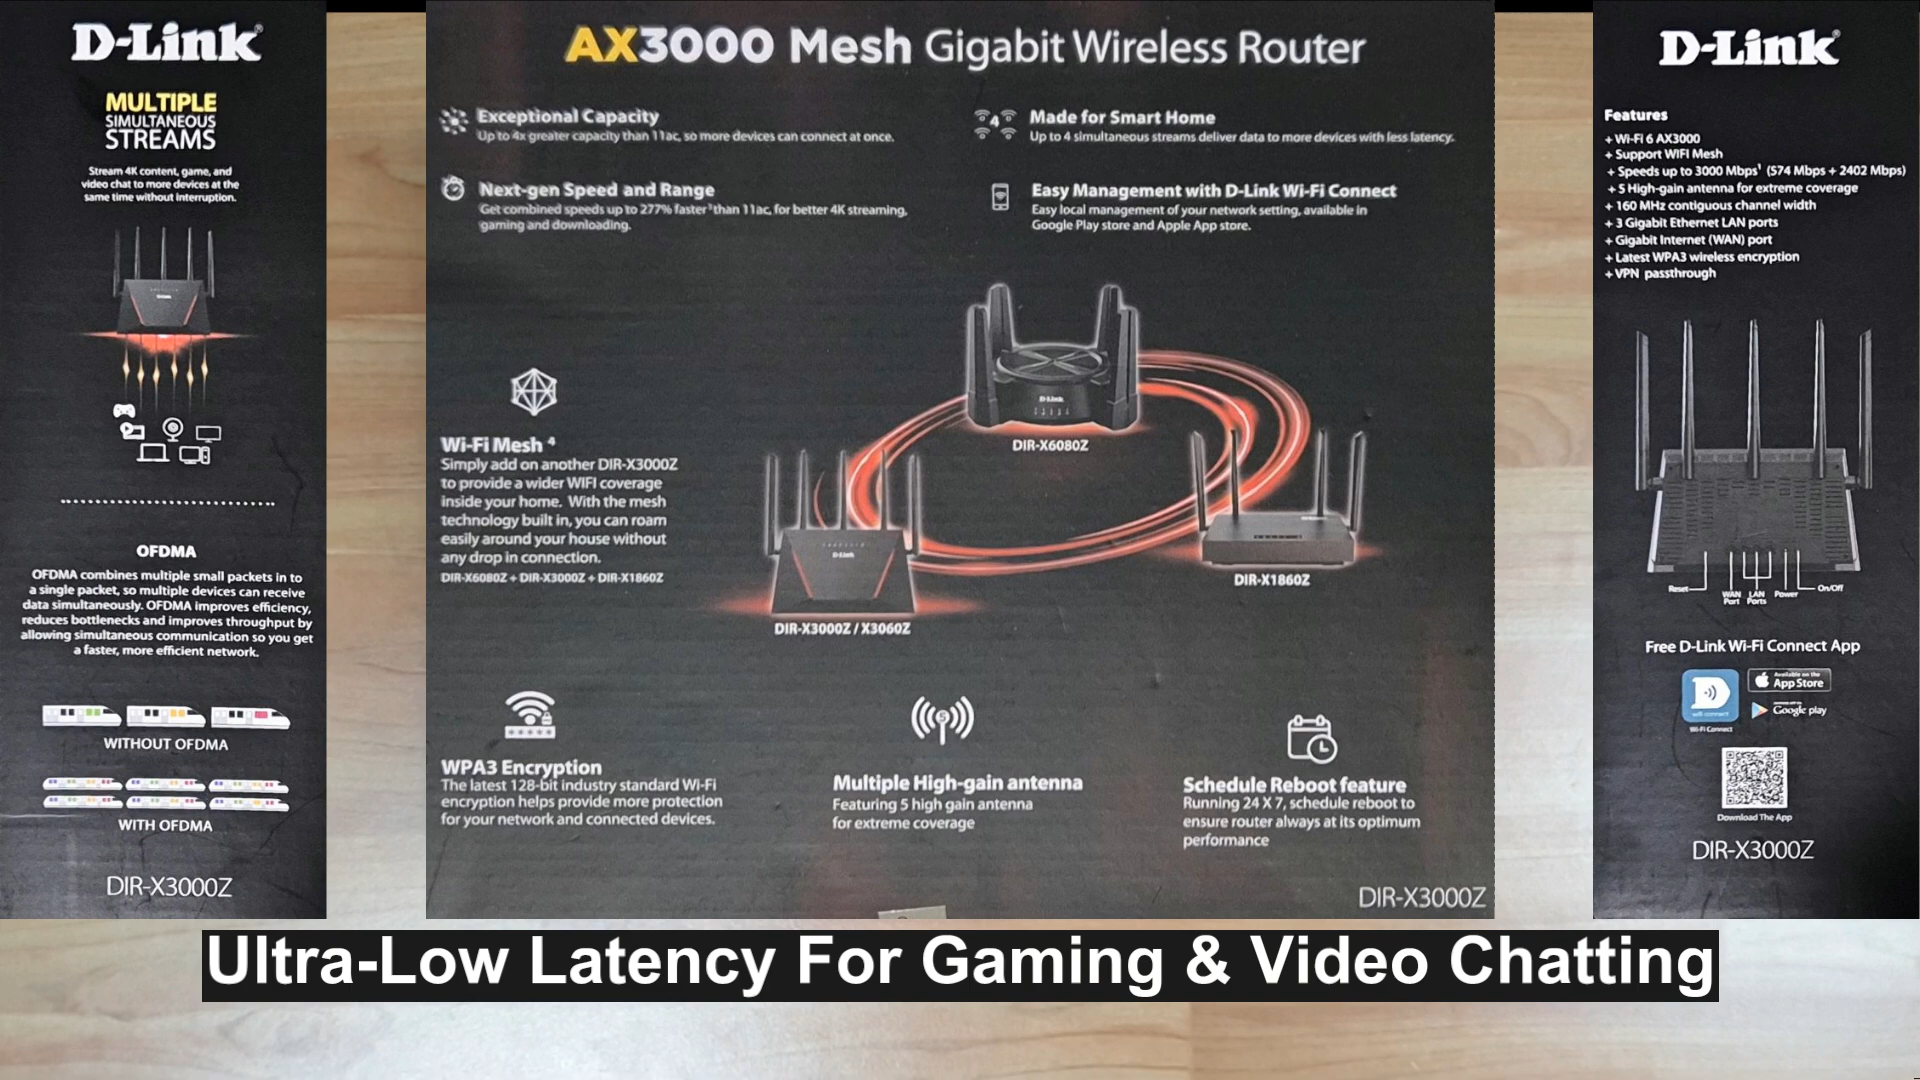 D-Link
MULTIPLE
SIMULTANEOUS
STREAMS
Stream 4K content, game, and
video chat to more devices at the
same time without interruption.
OFDMA
OFDMA combines multiple small packets in to
a single packet, so multiple devices can receive
data simultaneously. OFDMA improves efficiency,
reduces bottlenecks and improves throughput by
allowing simultaneous communication so you get
a faster, more efficient network.
WITHOUT OFDMA
WITH OFDMA
DIR-X3000Z
AX3000 Mesh Gigabit Wireless Router
Exceptional Capacity
Up to 4x greater capacity than 11ac, so more devices can connect at once.
4
Made for Smart Home
Up to 4 simultaneous streams deliver data to more devices with less latency.
Next-gen Speed and Range
Get combined speeds up to 277% faster³ than 11ac, for better 4K streaming,
gaming and downloading.
Easy Management with D-Link Wi-Fi Connect
Easy local management of your network setting, available in
Google Play store and Apple App store.
Wi-Fi Mesh ⁴
Simply add on another DIR-X3000Z
to provide a wider WIFI coverage
inside your home. With the mesh
technology built in, you can roam
easily around your house without
any drop in connection.
DIR-X6080Z + DIR-X3000Z + DIR-X1860Z
D-Link
DIR-X6080Z
D-Link
DIR-X3000Z / X3060Z
DIR-X1860Z
WPA3 Encryption
The latest 128-bit industry standard Wi-Fi
encryption helps provide more protection
for your network and connected devices.
5
Multiple High-gain antenna
Featuring 5 high gain antenna
for extreme coverage
Schedule Reboot feature
Running 24 X 7, schedule reboot to
ensure router always at its optimum
performance
DIR-X3000Z
D-Link
Features
+ Wi-Fi 6 AX3000
+ Support WIFI Mesh
+ Speeds up to 3000 Mbps¹ (574 Mbps + 2402 Mbps)
+ 5 High-gain antenna for extreme coverage
+ 160 MHz contiguous channel width
+ 3 Gigabit Ethernet LAN ports
+ Gigabit Internet (WAN) port
+ Latest WPA3 wireless encryption
+ VPN passthrough
Reset
WAN Port
LAN Ports
Power
On/Off
Free D-Link Wi-Fi Connect App
wifi connect
Wi-Fi Connect
Available on the
App Store
Google play
Download The App
DIR-X3000Z
Ultra-Low Latency For Gaming & Video Chatting